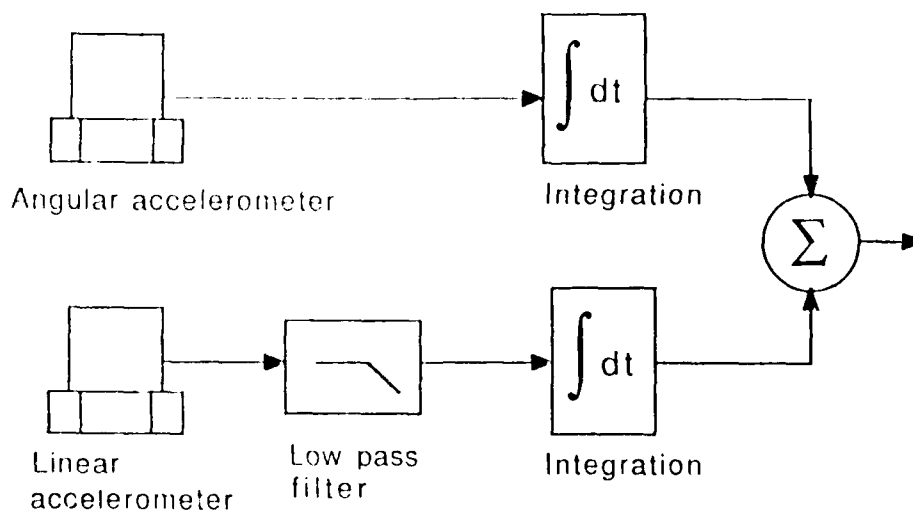 ∫ dt
Angular accelerometer
Integration
Σ
∫ dt
Linear
accelerometer
Low pass
filter
Integration